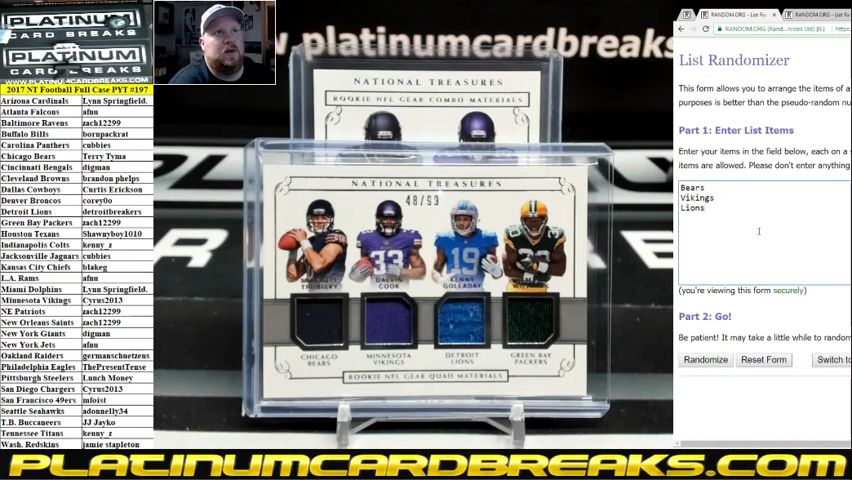 PLATINUM
CARD BREAKS
PLATINUM
CARD BREAKS
2017 NT Football Full Case PYT #197
Arizona Cardinals Lynn Springfield.
Atlanta Falcons afnu
Baltimore Ravens zach12299
Buffalo Bills bornpackrat
Carolina Panthers cubbies
Chicago Bears Terry Tyma
Cincinnati Bengals digman
Cleveland Browns brandon phelps
Dallas Cowboys Curtis Erickson
Denver Broncos corey0o
Detroit Lions detroitbreakers
Green Bay Packers zach12299
Houston Texans Shawnyboy1010
Indianapolis Colts kenny_z
Jacksonville Jaguars cubbies
Kansas City Chiefs blakeg
L.A. Rams afnu
Miami Dolphins Lynn Springfield.
Minnesota Vikings Cyrus2013
NE Patriots zach12299
New Orleans Saints zach12299
New York Giants digman
New York Jets afnu
Oakland Raiders germanschuetzens
Philadelphia Eagles ThePresentTense
Pittsburgh Steelers Lunch Money
San Diego Chargers Cyrus2013
San Francisco 49ers mfoist
Seattle Seahawks adonnelly34
T.B. Buccaneers JJ Jayko
Tennessee Titans kenny_z
Wash. Redskins jamie stapleton
www.platinumcardbreaks
NATIONAL TREASURES
ROOKIE NFL GEAR COMBO MATERIALS
NATIONAL TREASURES
48/99
TRUBISKY
DALVIN
COOK
KENNY
GOLLADAY
CHICAGO
BEARS
MINNESOTA
VIKINGS
DETROIT
LIONS
GREEN BAY
PACKERS
ROOKIE NFL GEAR QUAD MATERIALS
RANDOM.ORG - List Ra
RANDOM.ORG - List Ra
RANDOM.ORG (Rand...rvices Ltd) [IE]
List Randomizer
This form allows you to arrange the items of a
purposes is better than the pseudo-random nu
Part 1: Enter List Items
Enter your items in the field below, each on a s
items are allowed. Please don't enter anything
Bears
Vikings
Lions
(you're viewing this form securely)
Part 2: Go!
Be patient! It may take a little while to random
Randomize Reset Form Switch to
PLATINUMCARDBREAKS.COM